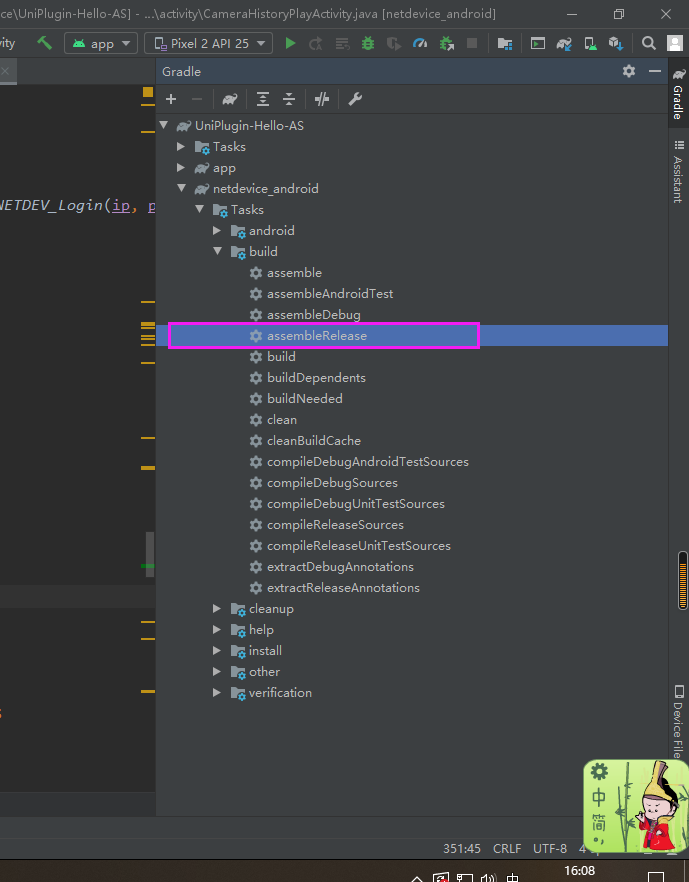 ce\UniPlugin-Hello-AS] - ...\activity\CameraHistoryPlayActivity.java [netdevice_android]
ity
app
Pixel 2 API 25
Gradle
Gradle
Assistant
UniPlugin-Hello-AS
Tasks
app
netdevice_android
NETDEV_Login(ip, p
Tasks
android
build
assemble
assembleAndroidTest
assembleDebug
assembleRelease
build
buildDependents
buildNeeded
clean
cleanBuildCache
compileDebugAndroidTestSources
compileDebugSources
compileDebugUnitTestSources
compileReleaseSources
compileReleaseUnitTestSources
extractDebugAnnotations
extractReleaseAnnotations
cleanup
help
install
other
verification
Device File
中
简
351:45 CRLF UTF-8 4
16:08
中